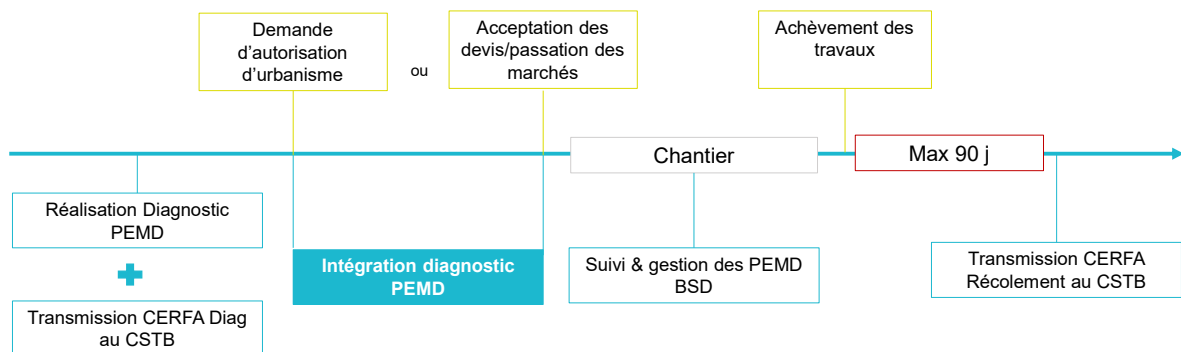 Demande
d'autorisation
d'urbanisme
ou
Acceptation des
devis/passation des
marchés
Achèvement des
travaux
Chantier
Max 90 j
Réalisation Diagnostic
PEMD
Transmission CERFA Diag
au CSTB
Intégration diagnostic
PEMD
Suivi & gestion des PEMD
BSD
Transmission CERFA
Récolement au CSTB